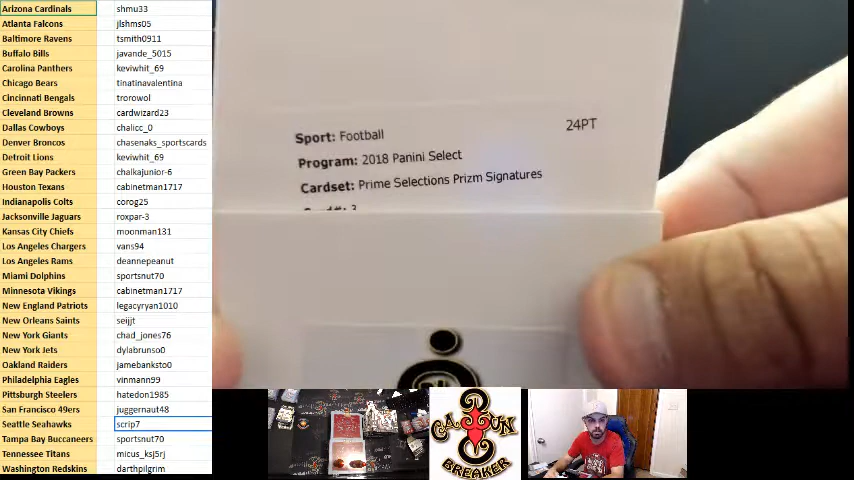 Arizona Cardinals shmu33
Atlanta Falcons jlshms05
Baltimore Ravens tsmith0911
Buffalo Bills javande_5015
Carolina Panthers keviwhit_69
Chicago Bears tinatinavalentina
Cincinnati Bengals trorowol
Cleveland Browns cardwizard23
Dallas Cowboys chalicc_0
Denver Broncos chasenaks_sportscards
Detroit Lions keviwhit_69
Green Bay Packers chalkajunior-6
Houston Texans cabinetman1717
Indianapolis Colts corog25
Jacksonville Jaguars roxpar-3
Kansas City Chiefs moonman131
Los Angeles Chargers vans94
Los Angeles Rams deannepeanut
Miami Dolphins sportsnut70
Minnesota Vikings cabinetman1717
New England Patriots legacyryan1010
New Orleans Saints seijjt
New York Giants chad_jones76
New York Jets dylabruns0
Oakland Raiders jamebanksto0
Philadelphia Eagles vinmann99
Pittsburgh Steelers hatedon1985
San Francisco 49ers juggernaut48
Seattle Seahawks scrip7
Tampa Bay Buccaneers sportsnut70
Tennessee Titans micus_ksj5rj
Washington Redskins darthpilgrim
Sport: Football 24PT
Program: 2018 Panini Select
Cardset: Prime Selections Prizm Signatures
CAJUN
BREAKER